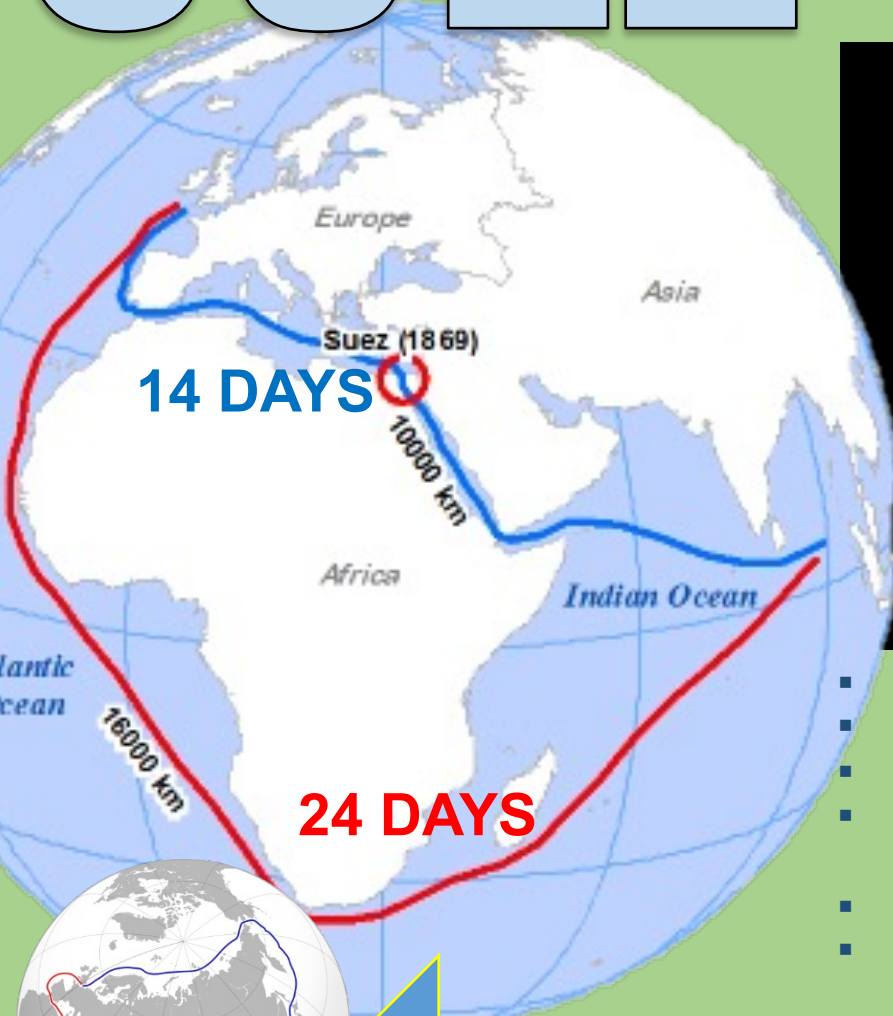 Europe
Asia
Suez (1869)
14 DAYS
10000 km
Africa
Indian Ocean
lantic
cean
16000 km
24 DAYS